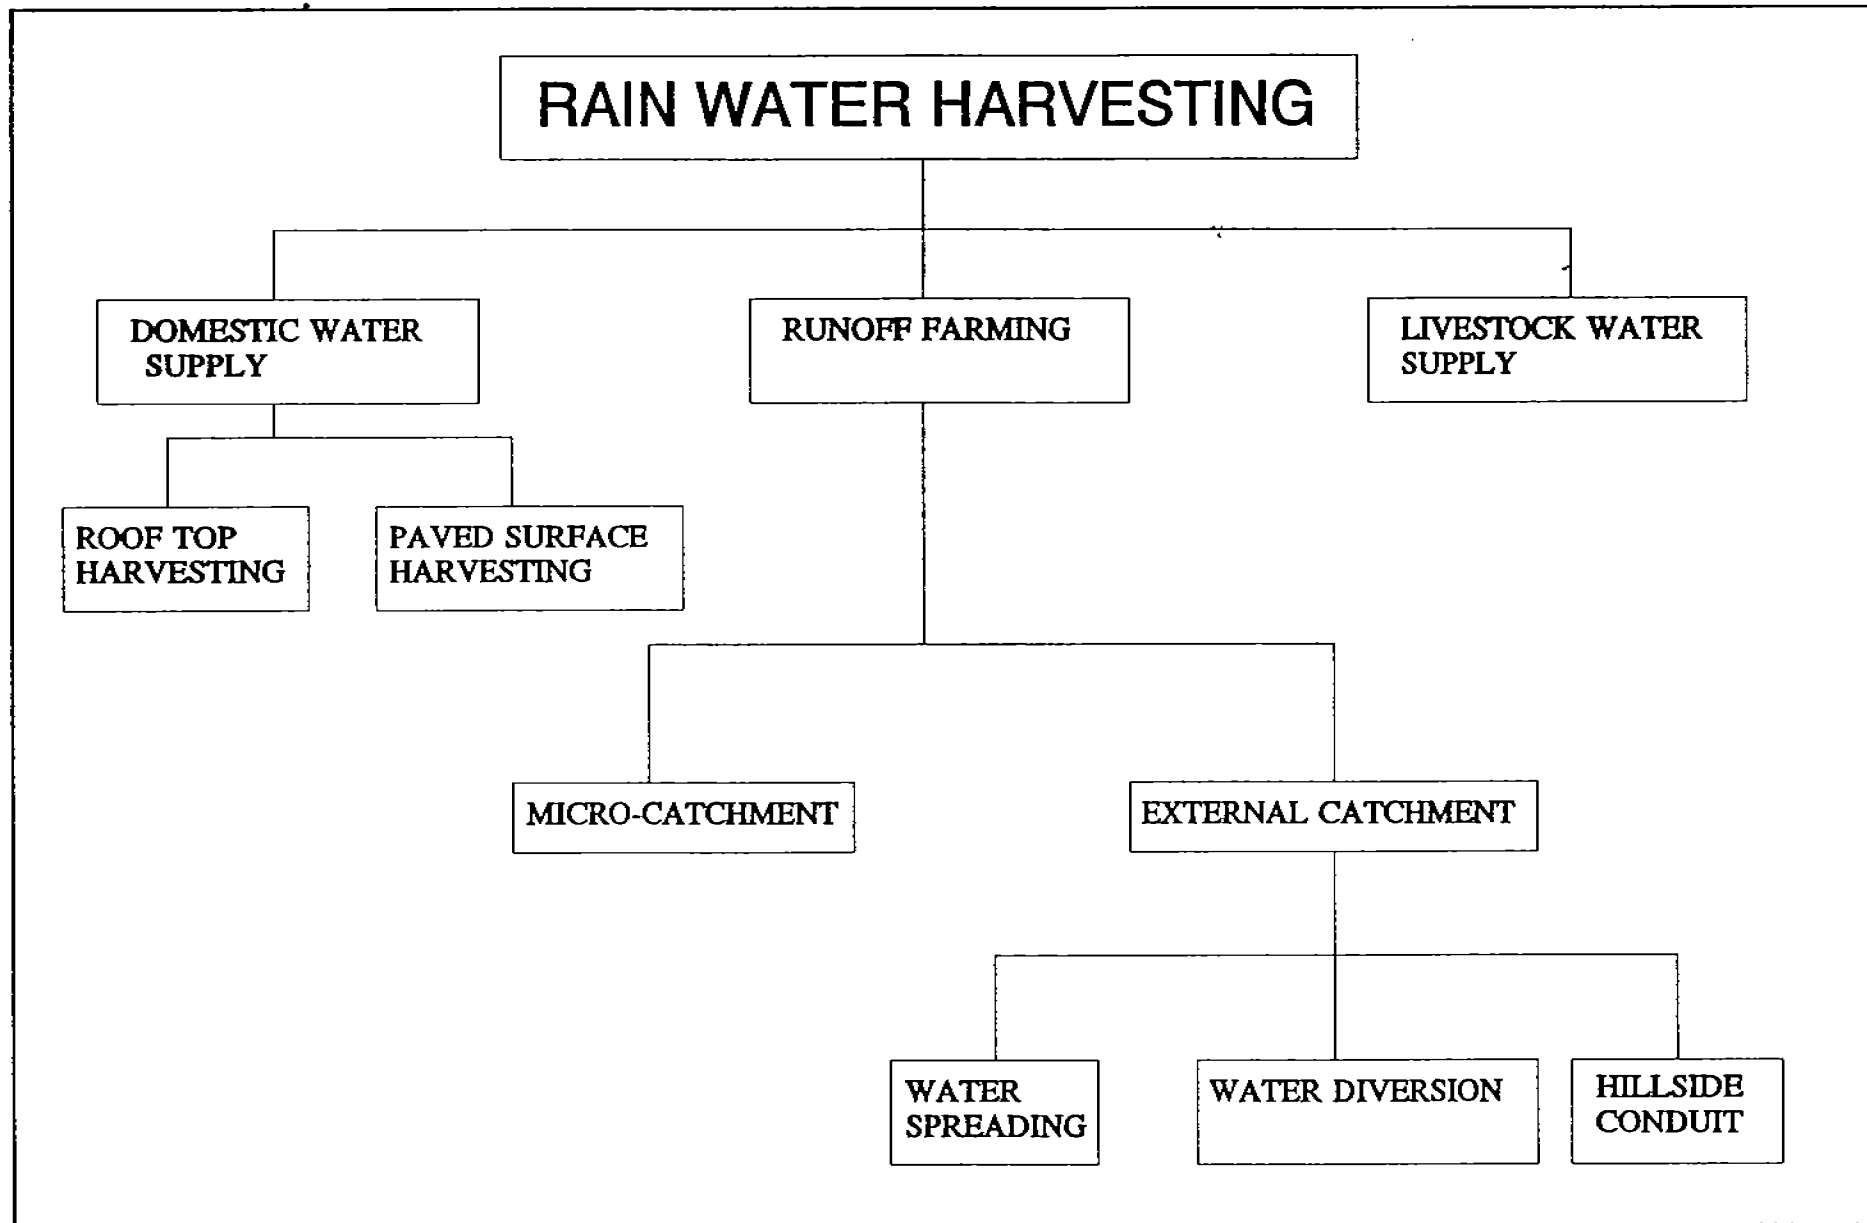 RAIN WATER HARVESTING
DOMESTIC WATER
SUPPLY
RUNOFF FARMING
LIVESTOCK WATER
SUPPLY
ROOF TOP
HARVESTING
PAVED SURFACE
HARVESTING
MICRO-CATCHMENT
EXTERNAL CATCHMENT
WATER
SPREADING
WATER DIVERSION
HILLSIDE
CONDUIT